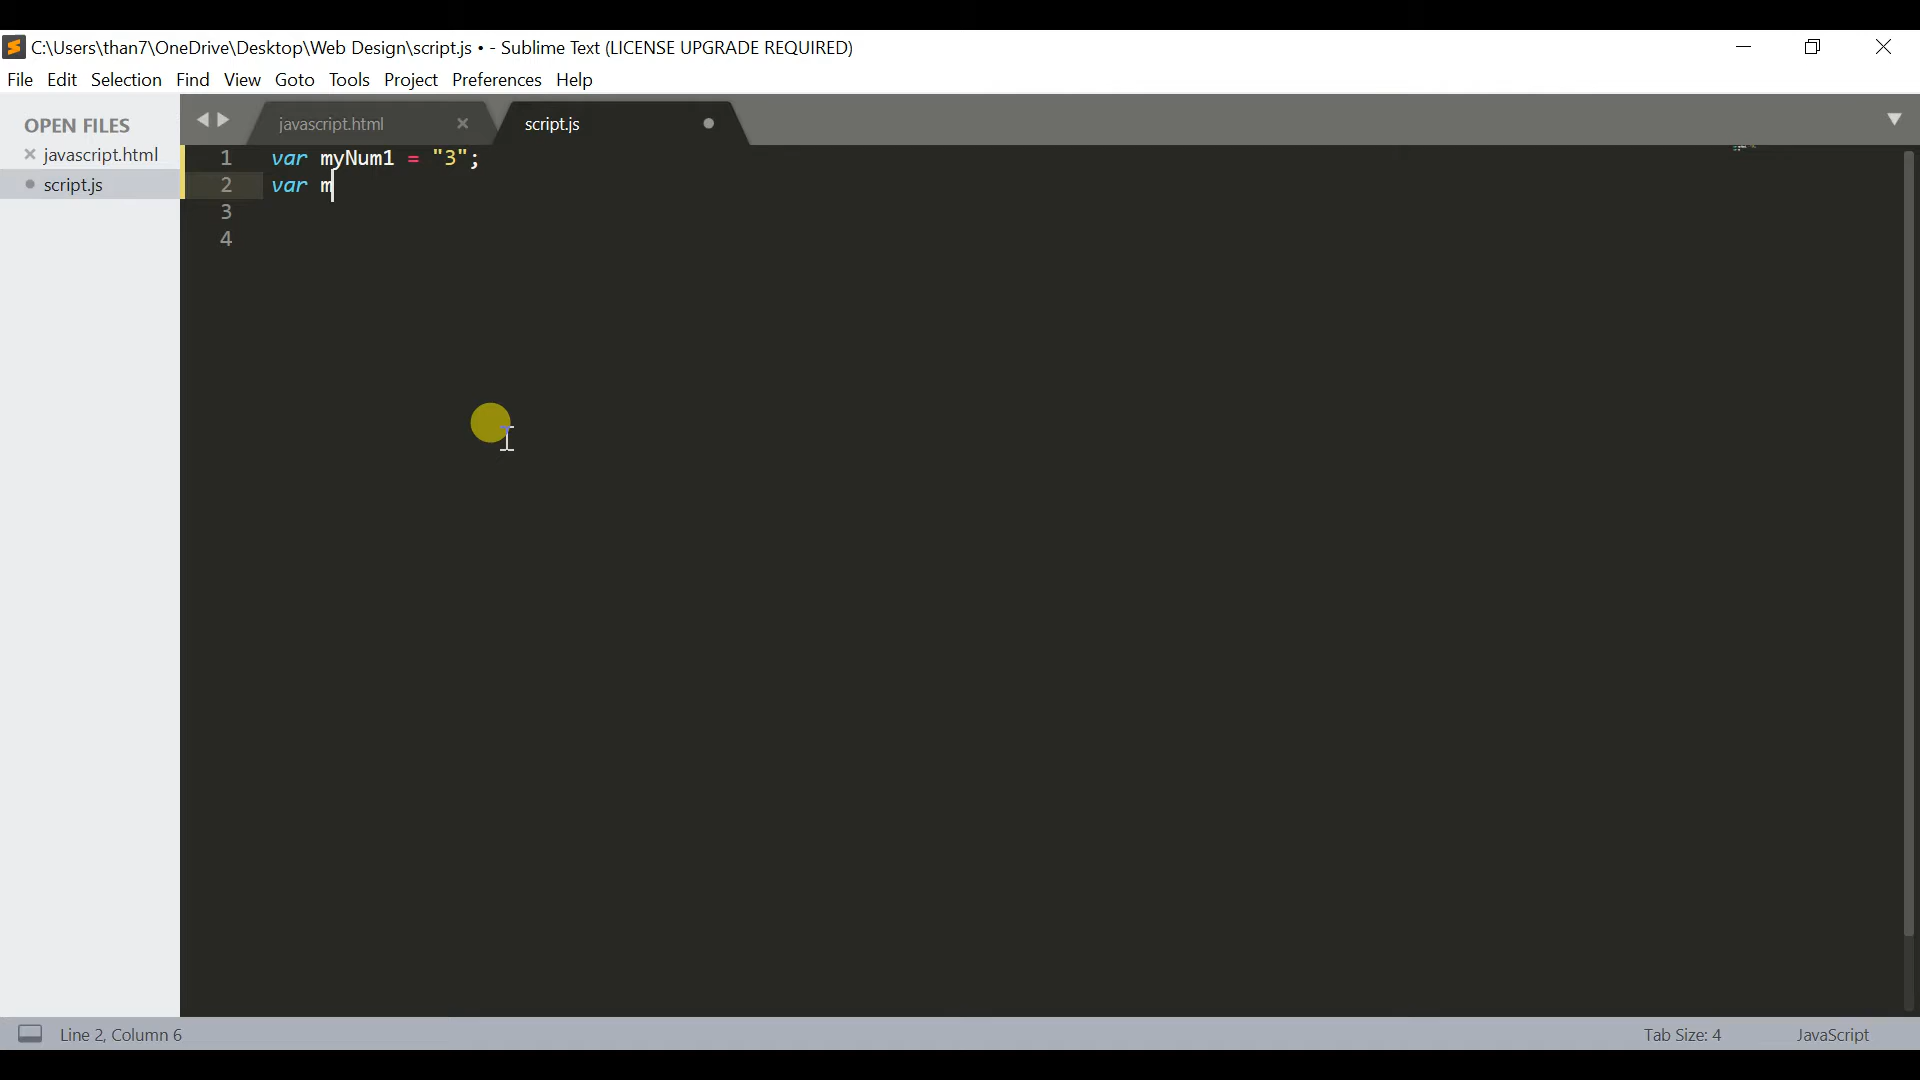 C:\Users\than7\OneDrive\Desktop\Web Design\script.js • - Sublime Text (LICENSE UPGRADE REQUIRED)
File Edit Selection Find View Goto Tools Project Preferences Help
OPEN FILES
javascript.html
script.js
javascript.html script.js
1 var myNum1 = "3";
2 var m
3
4
Line 2, Column 6
Tab Size: 4 JavaScript